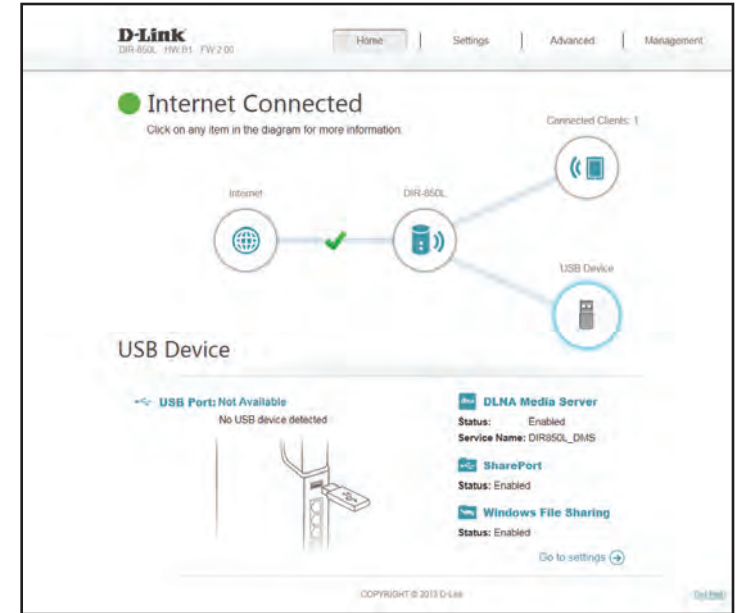 D-Link
DIR-850L HW:B1 FW:2.00
Home
Settings
Advanced
Management
Internet Connected
Click on any item in the diagram for more information.
Connected Clients: 1
Internet
DIR-850L
USB Device
USB Device
USB Port: Not Available
No USB device detected
DLNA Media Server
Status: Enabled
Service Name: DIR850L_DMS
SharePort
Status: Enabled
Windows File Sharing
Status: Enabled
Go to settings
COPYRIGHT © 2013 D-Link